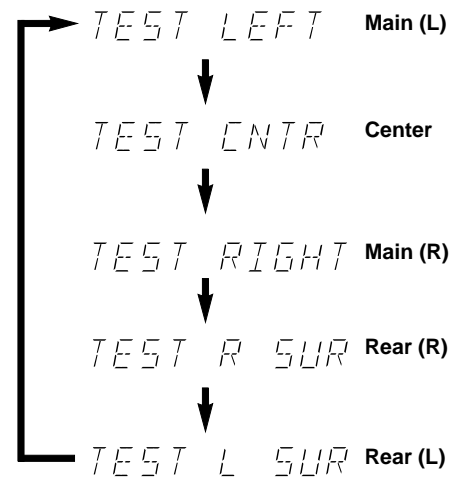 TEST LEFT Main (L)
TEST CNTR Center
TEST RIGHT Main (R)
TEST R SUR Rear (R)
TEST L SUR Rear (L)